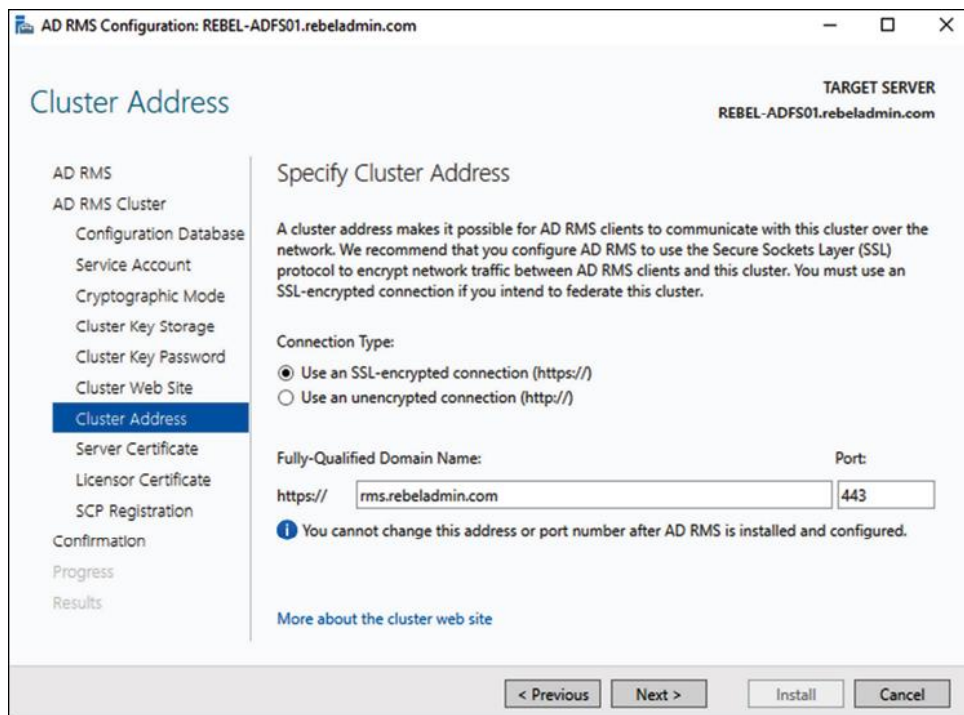 AD RMS Configuration: REBEL-ADFS01.rebeladmin.com
Cluster Address
TARGET SERVER
REBEL-ADFS01.rebeladmin.com
AD RMS
AD RMS Cluster
Configuration Database
Service Account
Cryptographic Mode
Cluster Key Storage
Cluster Key Password
Cluster Web Site
Cluster Address
Server Certificate
Licensor Certificate
SCP Registration
Confirmation
Progress
Results
Specify Cluster Address
A cluster address makes it possible for AD RMS clients to communicate with this cluster over the
network. We recommend that you configure AD RMS to use the Secure Sockets Layer (SSL)
protocol to encrypt network traffic between AD RMS clients and this cluster. You must use an
SSL-encrypted connection if you intend to federate this cluster.
Connection Type:
Use an SSL-encrypted connection (https://)
Use an unencrypted connection (http://)
Fully-Qualified Domain Name: Port:
https:// rms.rebeladmin.com 443
You cannot change this address or port number after AD RMS is installed and configured.
More about the cluster web site
< Previous Next > Install Cancel